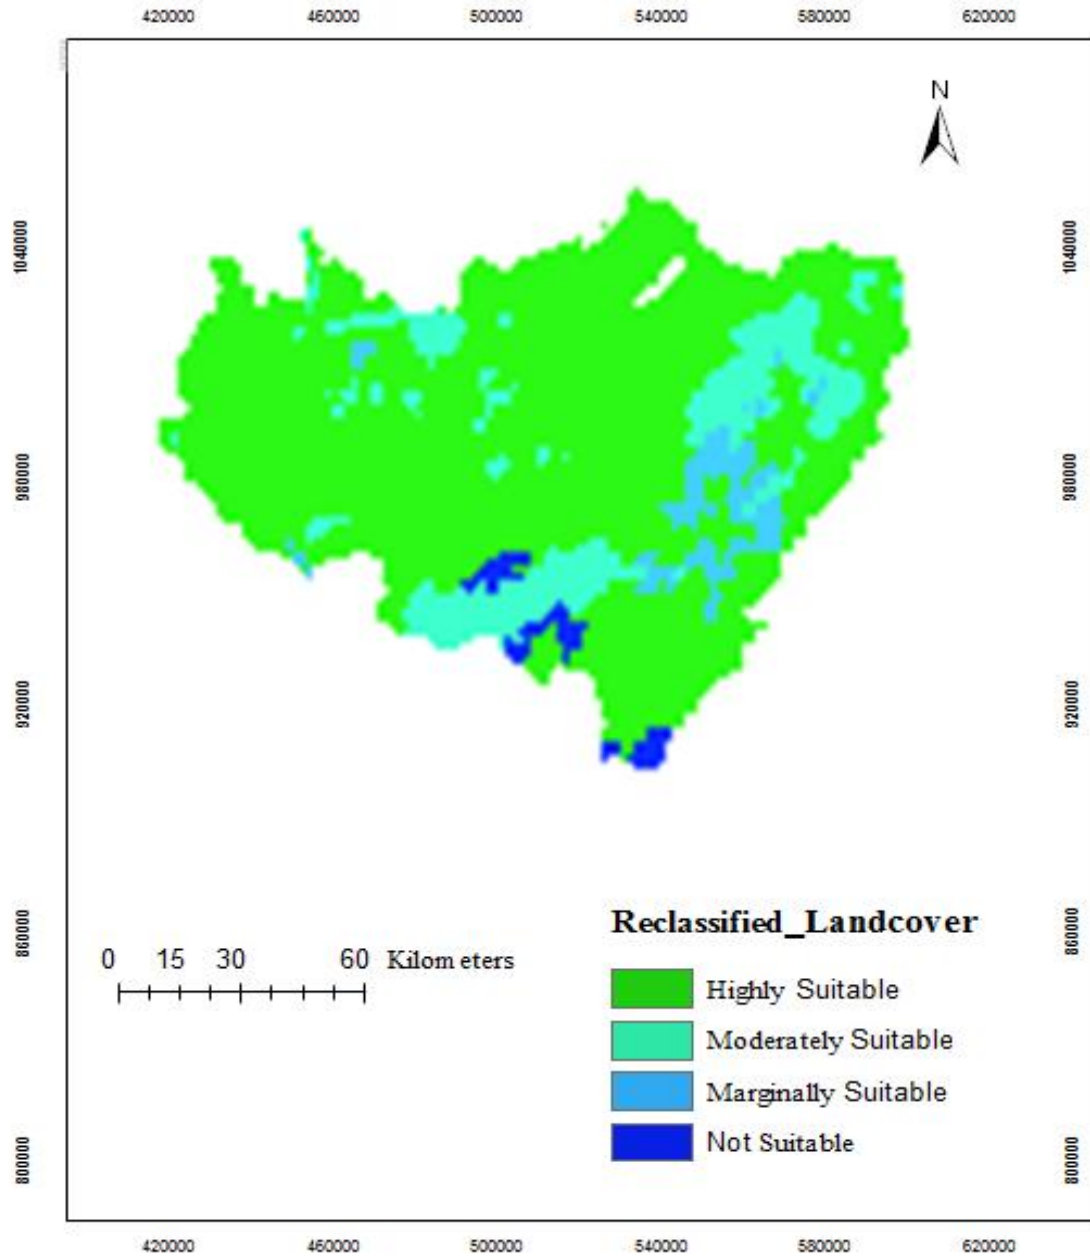 420000 460000 500000 540000 580000 620000
N
1040000 1040000
980000 980000
920000 920000
860000 860000
800000 800000
Reclassified_Landcover
0 15 30 60 Kilom eters
Highly Suitable
Moderately Suitable
Marginally Suitable
Not Suitable
420000 460000 500000 540000 580000 620000